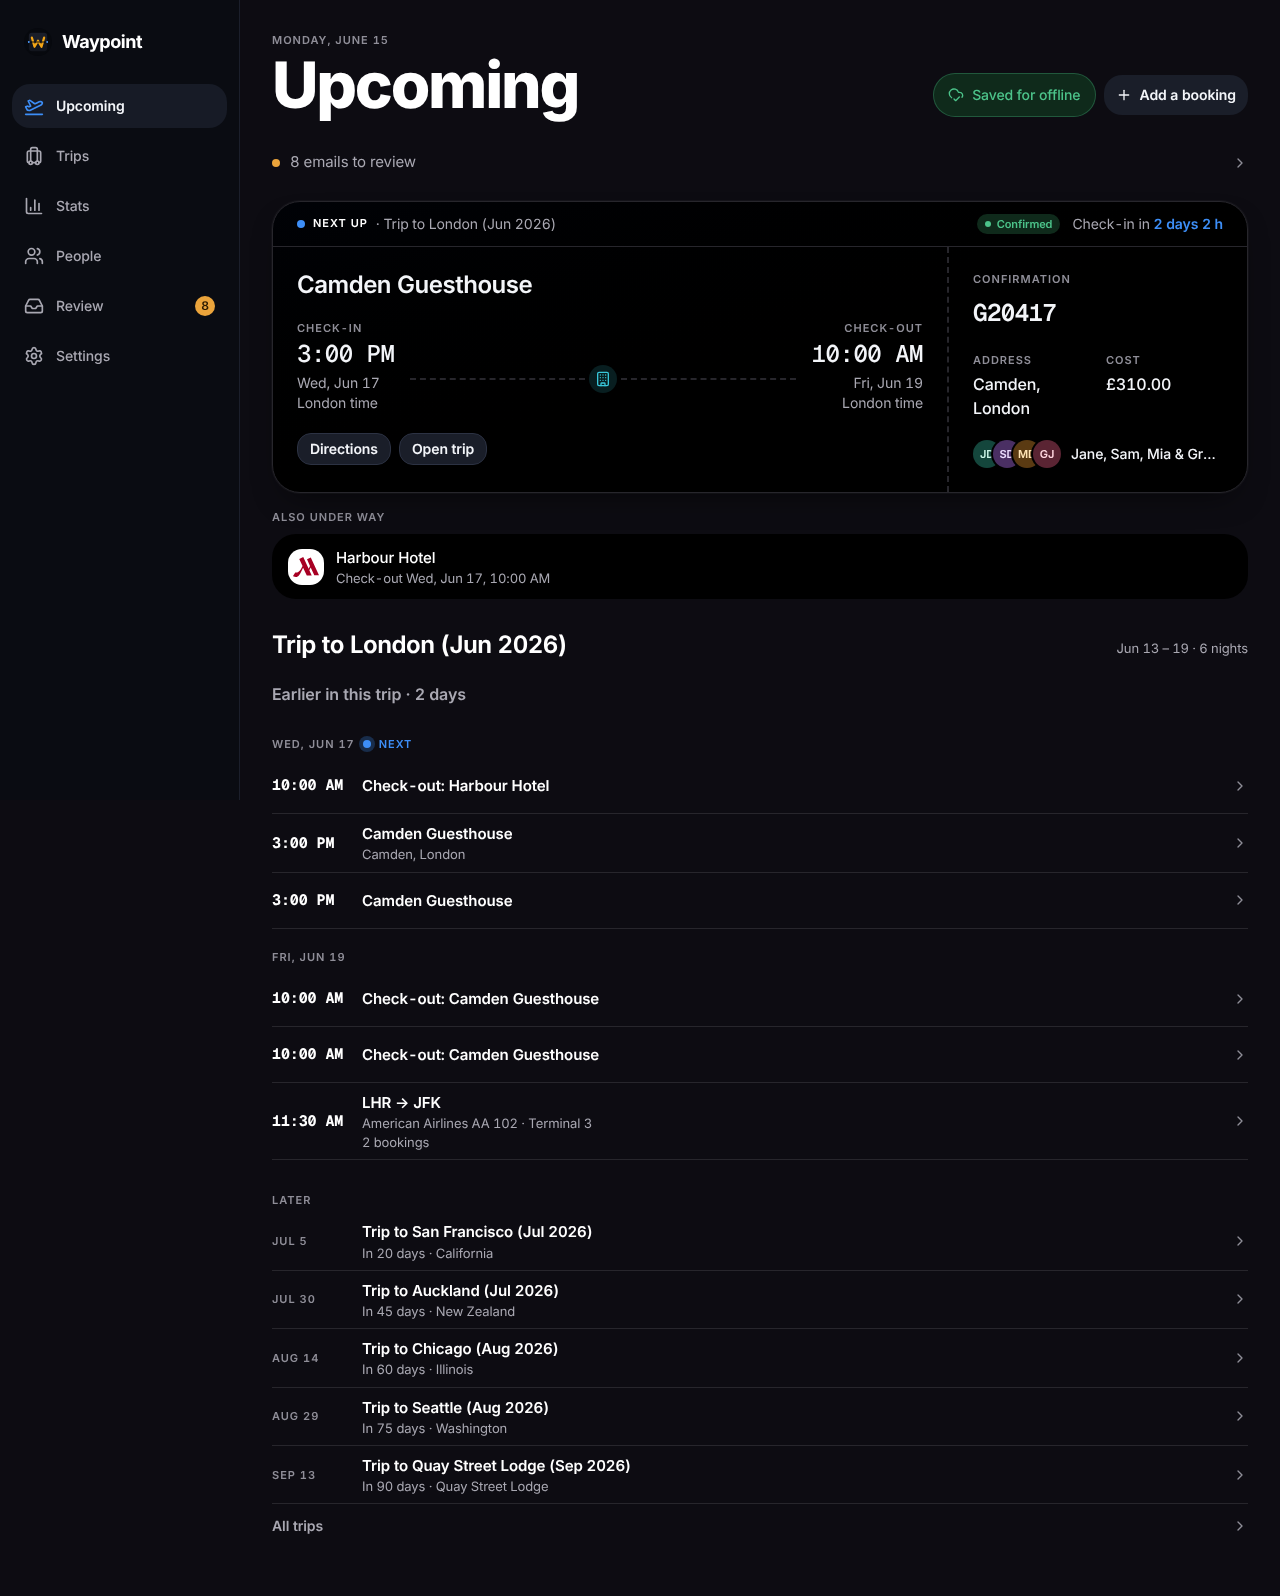 Waypoint
Upcoming
Trips
Stats
People
Review 8
Settings
MONDAY, JUNE 15
Upcoming
Saved for offline
Add a booking
8 emails to review
NEXT UP · Trip to London (Jun 2026)
Confirmed
Check-in in 2 days 2 h
Camden Guesthouse
CHECK-IN
3:00 PM
Wed, Jun 17
London time
CHECK-OUT
10:00 AM
Fri, Jun 19
London time
Directions
Open trip
CONFIRMATION
G20417
ADDRESS
Camden,
London
COST
£310.00
GJ
Jane, Sam, Mia & Gr...
ALSO UNDER WAY
Harbour Hotel
Check-out Wed, Jun 17, 10:00 AM
Trip to London (Jun 2026)
Jun 13 – 19 · 6 nights
Earlier in this trip · 2 days
WED, JUN 17 NEXT
10:00 AM Check-out: Harbour Hotel
3:00 PM Camden Guesthouse
Camden, London
3:00 PM Camden Guesthouse
FRI, JUN 19
10:00 AM Check-out: Camden Guesthouse
10:00 AM Check-out: Camden Guesthouse
11:30 AM LHR → JFK
American Airlines AA 102 · Terminal 3
2 bookings
LATER
JUL 5 Trip to San Francisco (Jul 2026)
In 20 days · California
JUL 30 Trip to Auckland (Jul 2026)
In 45 days · New Zealand
AUG 14 Trip to Chicago (Aug 2026)
In 60 days · Illinois
AUG 29 Trip to Seattle (Aug 2026)
In 75 days · Washington
SEP 13 Trip to Quay Street Lodge (Sep 2026)
In 90 days · Quay Street Lodge
All trips